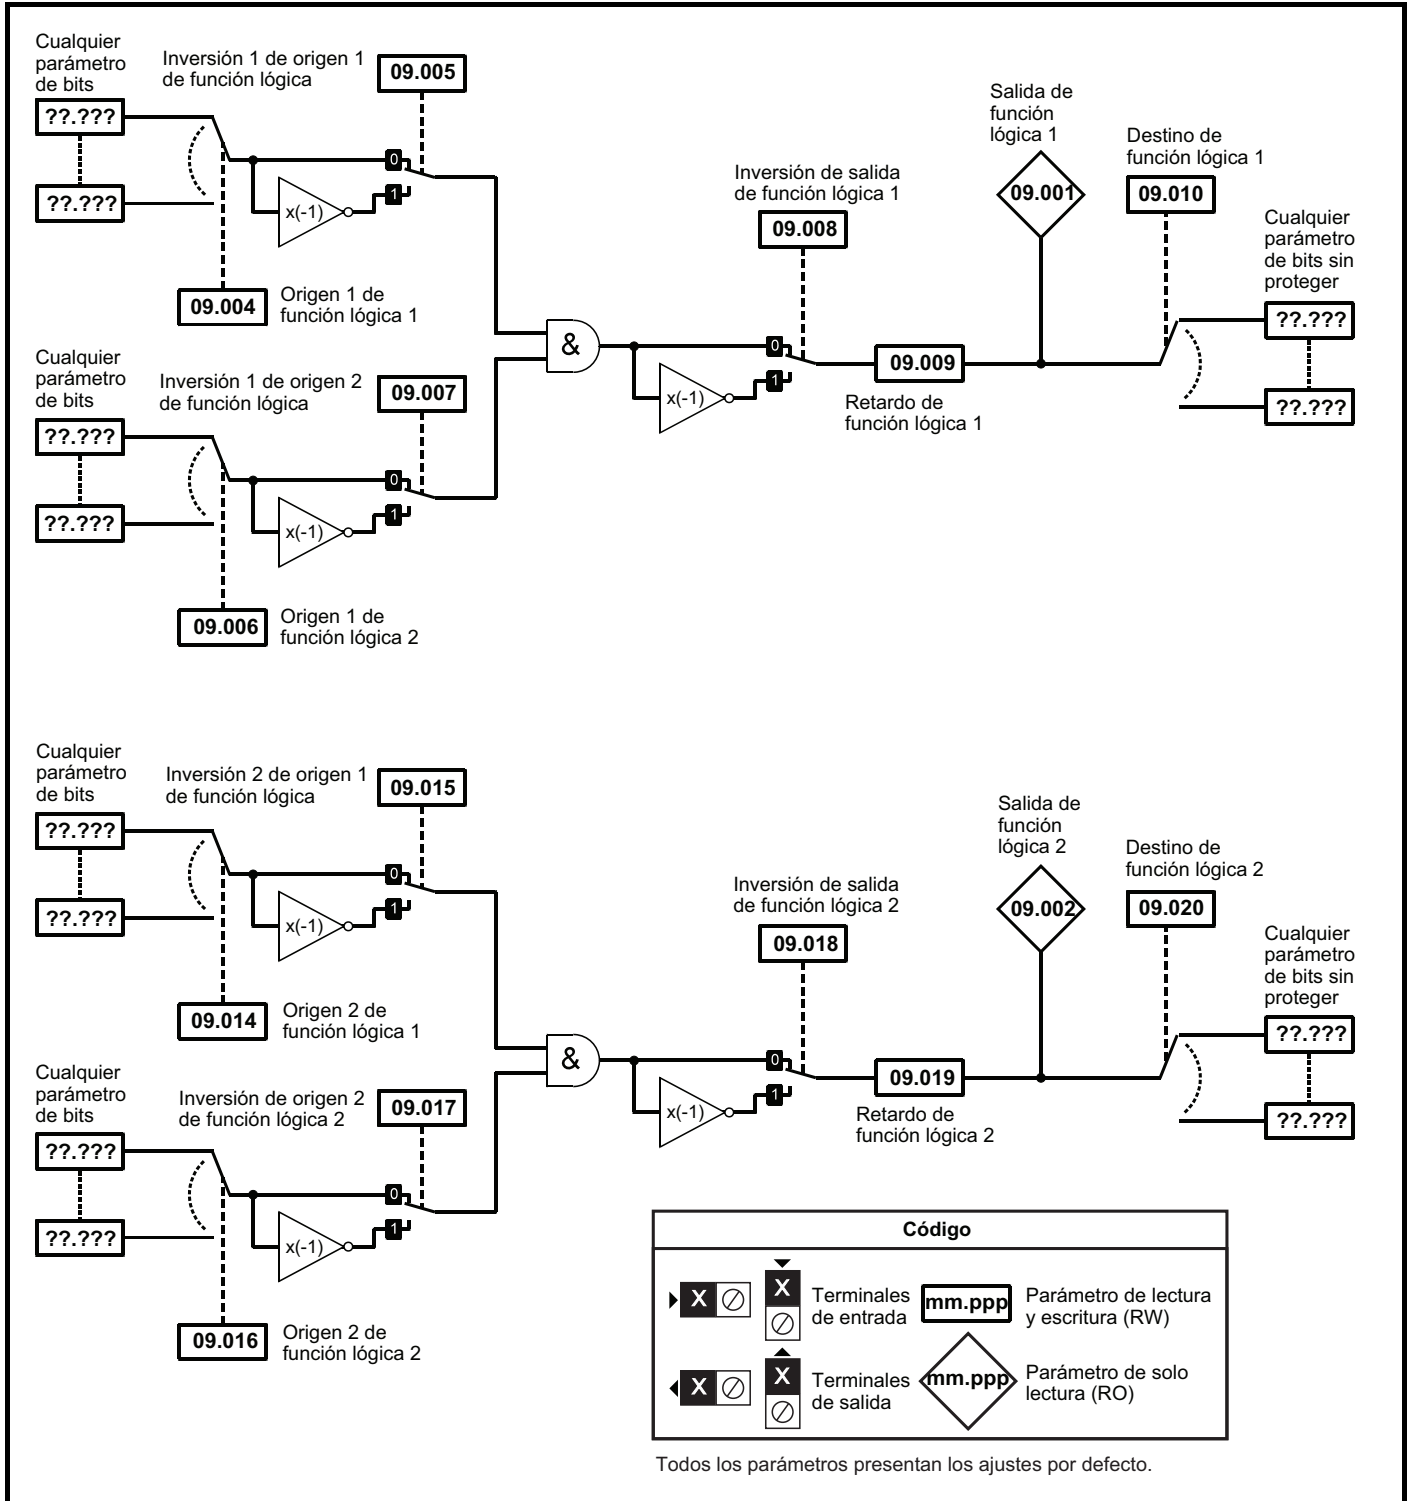 Cualquier
parámetro
de bits
Inversión 1 de origen 1
de función lógica
09.005
??.???
??.???
0
1
x(-1)
09.004
Origen 1 de
función lógica 1
Cualquier
parámetro
de bits
Inversión 1 de origen 2
de función lógica
09.007
??.???
??.???
0
1
x(-1)
09.006
Origen 1 de
función lógica 2
&
Inversión de salida
de función lógica 1
09.008
0
1
x(-1)
09.009
Retardo de
función lógica 1
Salida de
función
lógica 1
09.001
Destino de
función lógica 1
09.010
Cualquier
parámetro
de bits sin
proteger
??.???
??.???
Cualquier
parámetro
de bits
Inversión 2 de origen 1
de función lógica
09.015
??.???
??.???
0
1
x(-1)
09.014
Origen 2 de
función lógica 1
Cualquier
parámetro
de bits
Inversión de origen 2
de función lógica 2
09.017
??.???
??.???
0
1
x(-1)
09.016
Origen 2 de
función lógica 2
&
Inversión de salida
de función lógica 2
09.018
0
1
x(-1)
09.019
Retardo de
función lógica 2
Salida de
función
lógica 2
09.002
Destino de
función lógica 2
09.020
Cualquier
parámetro
de bits sin
proteger
??.???
??.???
Código
X
X
Terminales
de entrada
mm.ppp
Parámetro de lectura
y escritura (RW)
X
X
Terminales
de salida
mm.ppp
Parámetro de solo
lectura (RO)
Todos los parámetros presentan los ajustes por defecto.